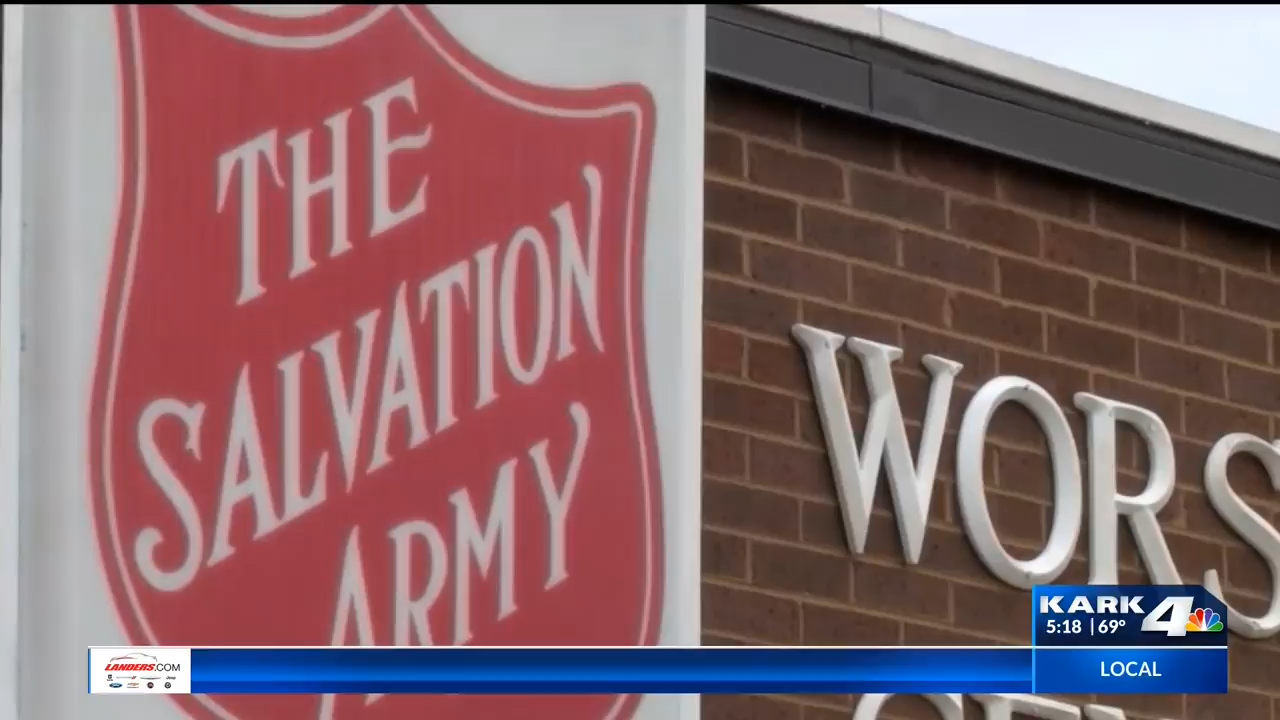 THE
SALVATION
ARMY
WORS
KARK 4
5:18 | 69°
LOCAL
LANDERS.COM